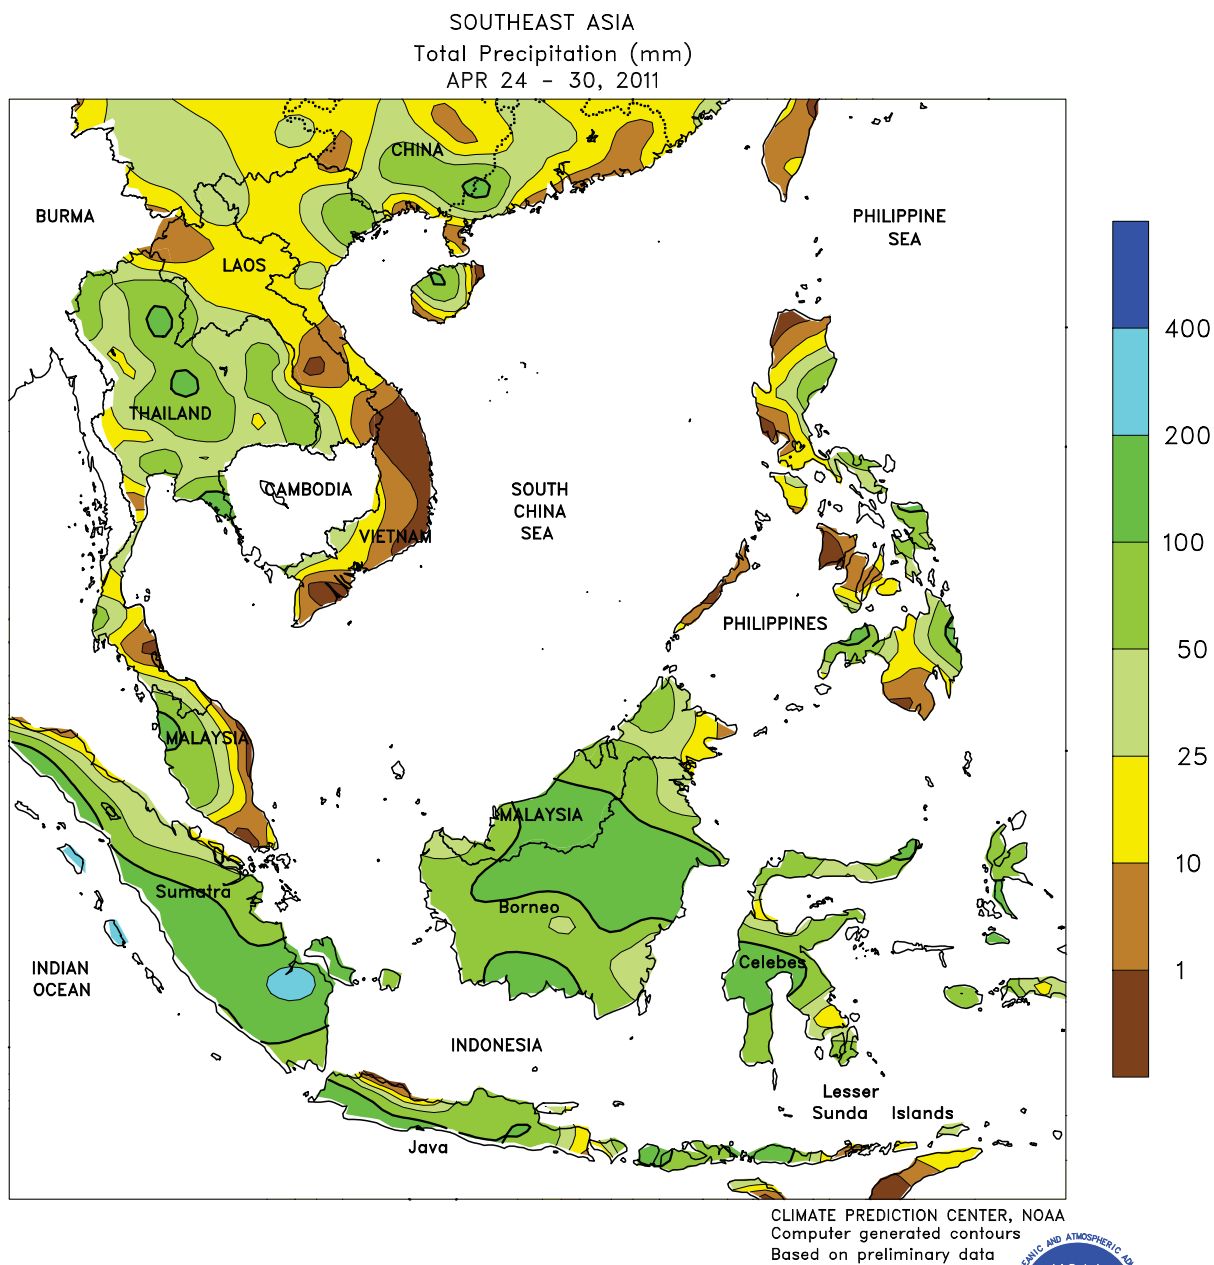 SOUTHEAST ASIA
Total Precipitation (mm)
APR 24 - 30, 2011
CHINA
BURMA
PHILIPPINE
SEA
LAOS
400
THAILAND
200
CAMBODIA
SOUTH
CHINA
SEA
VIETNAM
100
PHILIPPINES
50
MALAYSIA
25
MALAYSIA
10
Sumatra
Borneo
Celebes
INDIAN
OCEAN
1
INDONESIA
Lesser
Sunda Islands
Java
CLIMATE PREDICTION CENTER, NOAA
Computer generated contours
Based on preliminary data
AND ATMOSPHERIC